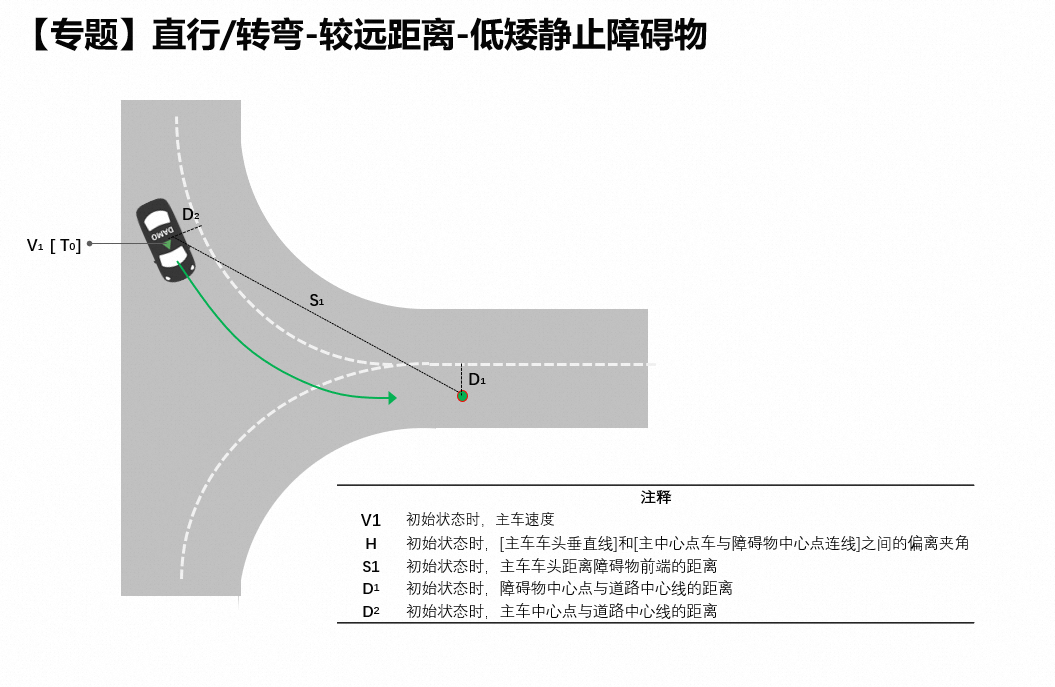 【专题】直行/转弯-较远距离-低矮静止障碍物
D2
DAMO
V1 [ T0]
S1
D1
注释
V1 初始状态时，主车速度
H 初始状态时，[主车车头垂直线]和[主中心点车与障碍物中心点连线]之间的偏离夹角
S1 初始状态时，主车车头距离障碍物前端的距离
D1 初始状态时，障碍物中心点与道路中心线的距离
D2 初始状态时，主车中心点与道路中心线的距离